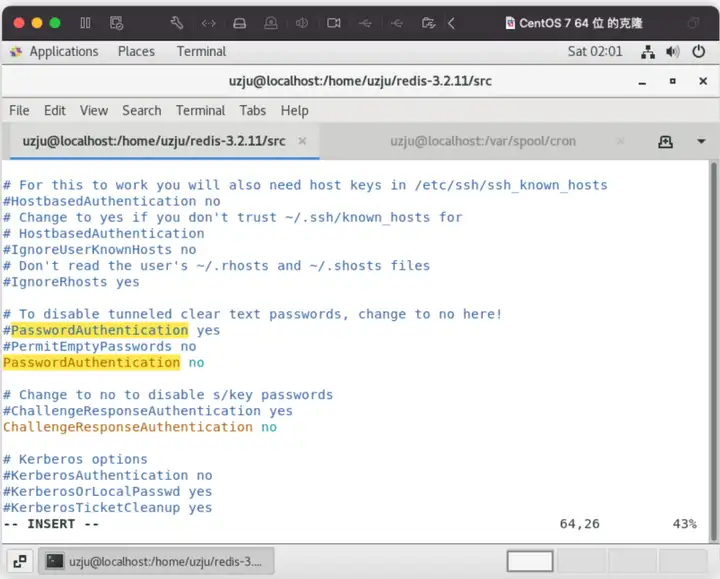 CentOS 7 64 位 的克隆
Applications Places Terminal Sat 02:01
uzju@localhost:/home/uzju/redis-3.2.11/src
File Edit View Search Terminal Tabs Help
uzju@localhost:/home/uzju/redis-3.2.11/src × uzju@localhost:/var/spool/cron ×
# For this to work you will also need host keys in /etc/ssh/ssh_known_hosts
#HostbasedAuthentication no
# Change to yes if you don't trust ~/.ssh/known_hosts for
# HostbasedAuthentication
#IgnoreUserKnownHosts no
# Don't read the user's ~/.rhosts and ~/.shosts files
#IgnoreRhosts yes
# To disable tunneled clear text passwords, change to no here!
#PasswordAuthentication yes
#PermitEmptyPasswords no
PasswordAuthentication no
# Change to no to disable s/key passwords
#ChallengeResponseAuthentication yes
ChallengeResponseAuthentication no
# Kerberos options
#KerberosAuthentication no
#KerberosOrLocalPasswd yes
#KerberosTicketCleanup yes
-- INSERT -- 64,26 43%
uzju@localhost:/home/uzju/redis-3....